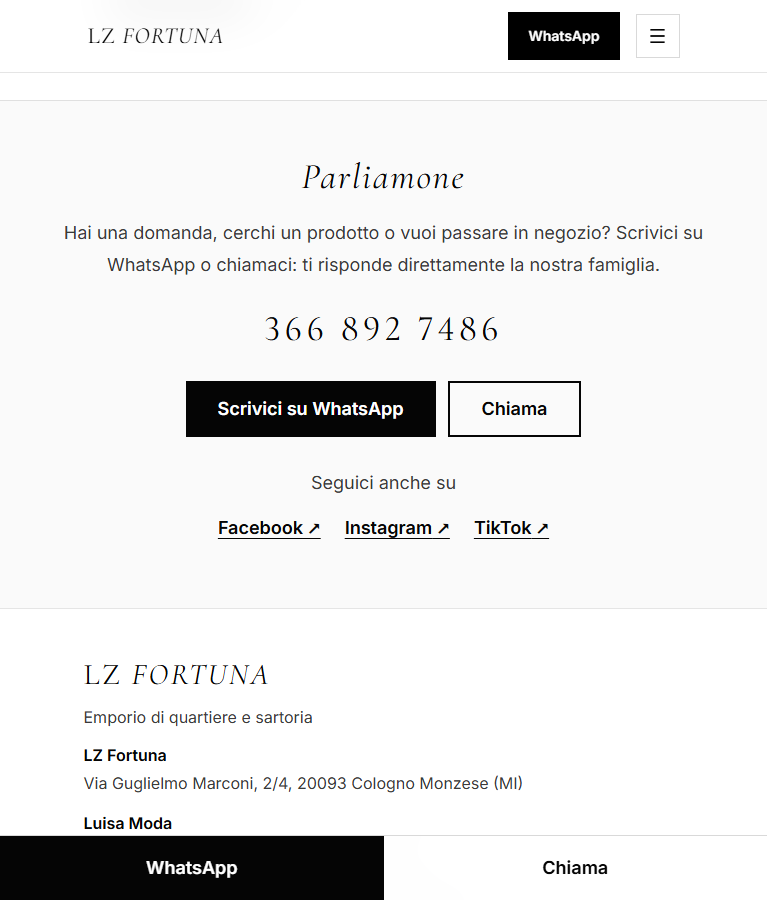 LZ FORTUNA
WhatsApp
Parliamone
Hai una domanda, cerchi un prodotto o vuoi passare in negozio? Scrivici su
WhatsApp o chiamaci: ti risponde direttamente la nostra famiglia.
366 892 7486
Scrivici su WhatsApp
Chiama
Seguici anche su
Facebook ↗ Instagram ↗ TikTok ↗
LZ FORTUNA
Emporio di quartiere e sartoria
LZ Fortuna
Via Guglielmo Marconi, 2/4, 20093 Cologno Monzese (MI)
Luisa Moda
WhatsApp
Chiama